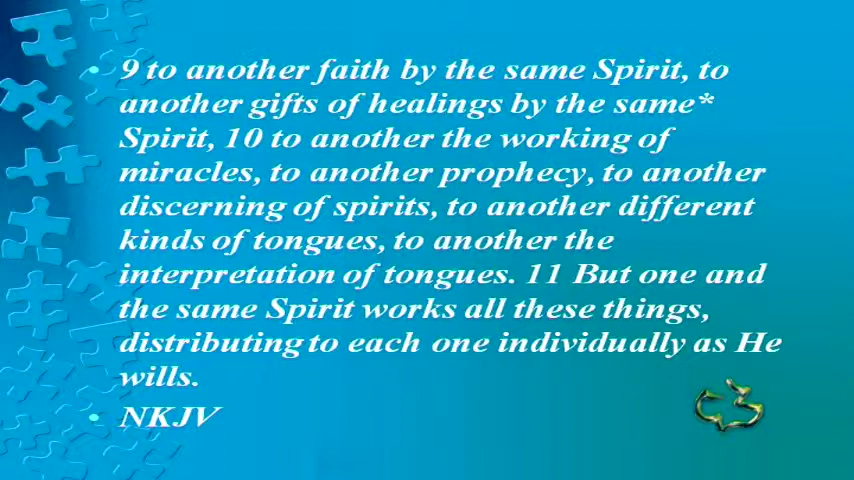 • 9 to another faith by the same Spirit, to
another gifts of healings by the same*
Spirit, 10 to another the working of
miracles, to another prophecy, to another
discerning of spirits, to another different
kinds of tongues, to another the
interpretation of tongues. 11 But one and
the same Spirit works all these things,
distributing to each one individually as He
wills.
• NKJV